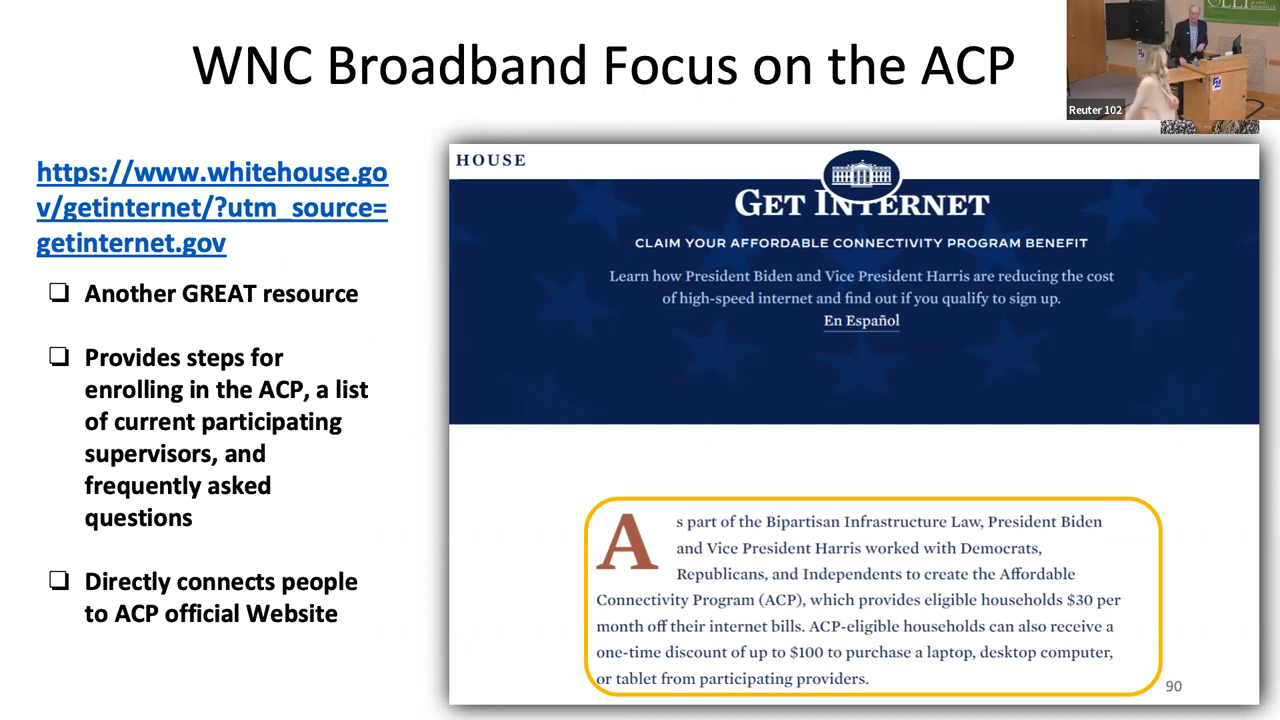 WNC Broadband Focus on the ACP
Reuter 102
https://www.whitehouse.go
v/getinternet/?utm_source=
getinternet.gov
❏ Another GREAT resource
❏ Provides steps for
enrolling in the ACP, a list
of current participating
supervisors, and
frequently asked
questions
❏ Directly connects people
to ACP official Website
HOUSE
GET INTERNET
CLAIM YOUR AFFORDABLE CONNECTIVITY PROGRAM BENEFIT
Learn how President Biden and Vice President Harris are reducing the cost
of high-speed internet and find out if you qualify to sign up.
En Español
As part of the Bipartisan Infrastructure Law, President Biden
and Vice President Harris worked with Democrats,
Republicans, and Independents to create the Affordable
Connectivity Program (ACP), which provides eligible households $30 per
month off their internet bills. ACP-eligible households can also receive a
one-time discount of up to $100 to purchase a laptop, desktop computer,
or tablet from participating providers.
90